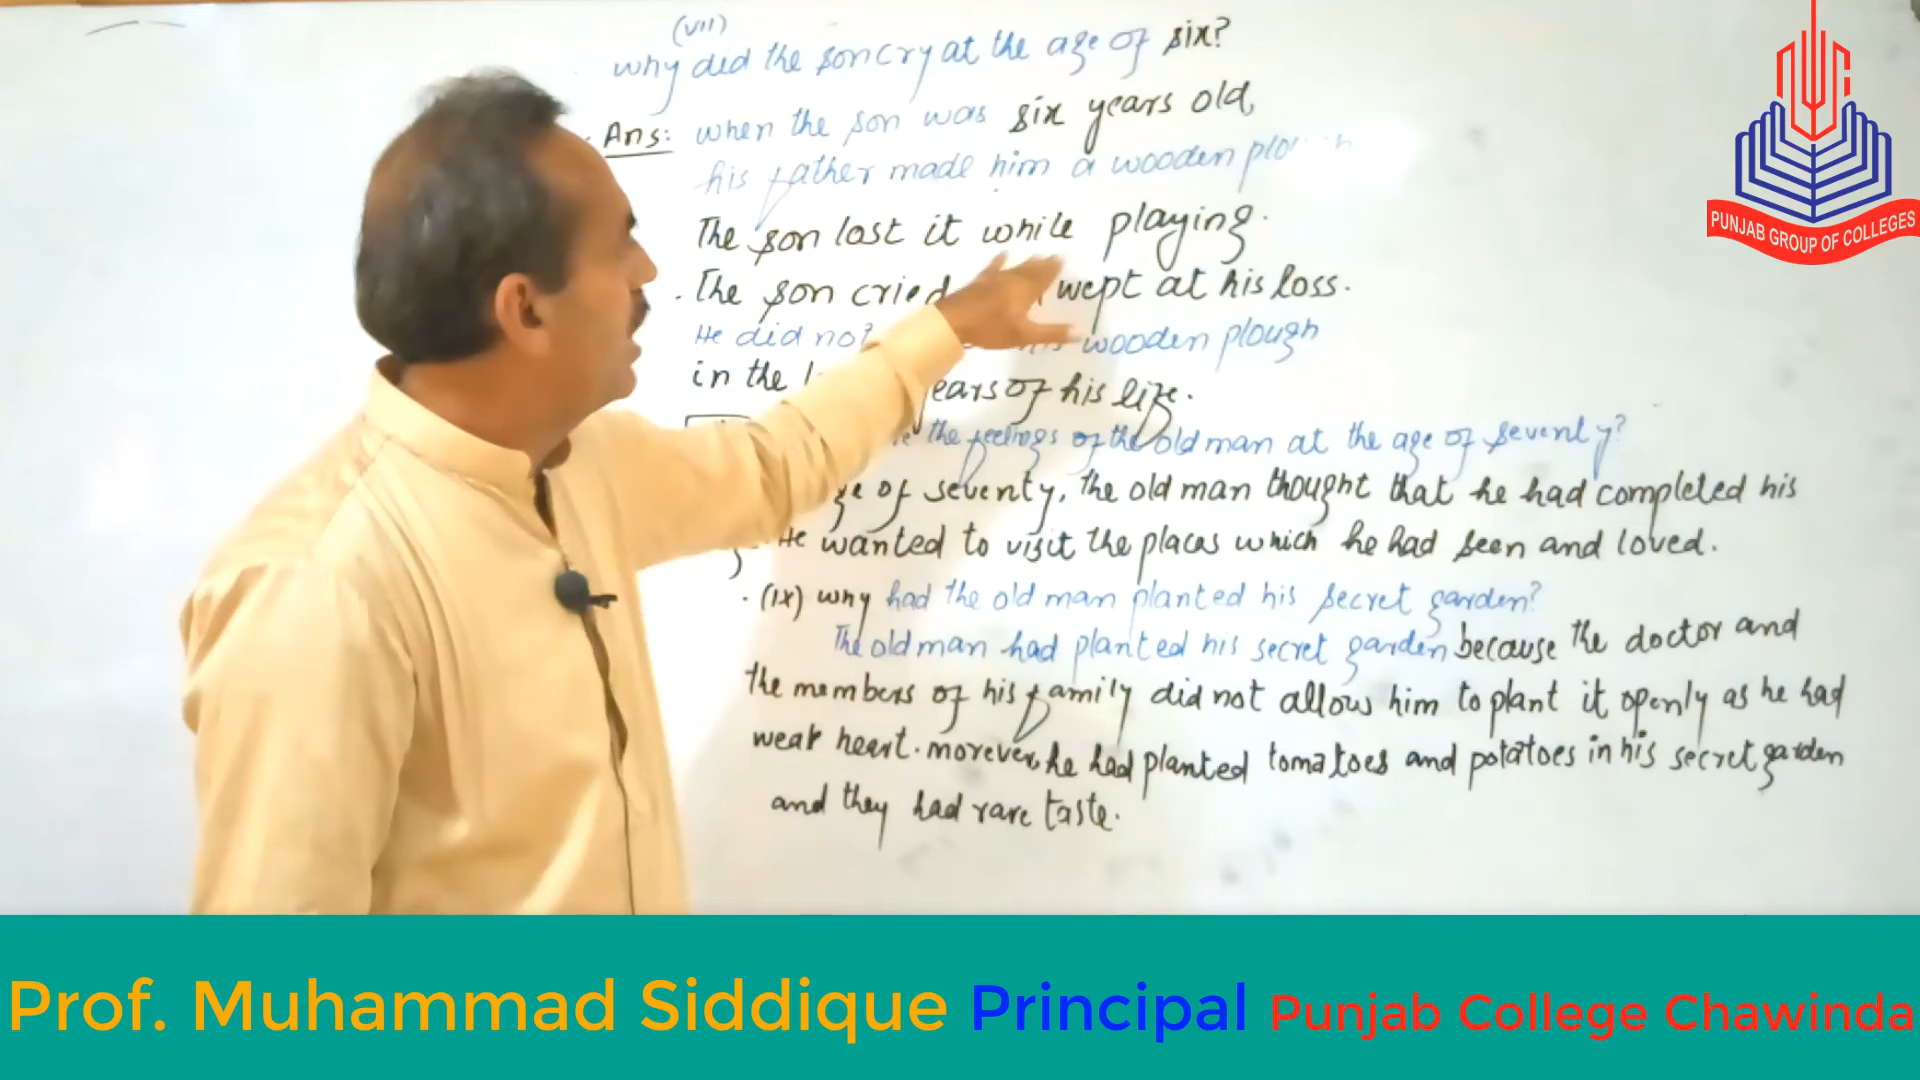 (VII)
why did the son cry at the age of six?
Ans: when the son was six years old,
his father made him a wooden
The son lost it while playing.
. The son cried wept at his loss.
He did not his wooden plough
in the ears of his life.
the feelings of the old man at the age of seventy?
ge of seventy, the old man thought that he had completed his
He wanted to visit the places which he had seen and loved.
. (IX) why had the old man planted his secret garden?
The old man had planted his secret garden because the doctor and
the members of his family did not allow him to plant it openly as he had
weak heart. morever, he had planted tomatoes and potatoes in his secret garden
and they had rare taste.
PUNJAB GROUP OF COLLEGES
Prof. Muhammad Siddique Principal Punjab College Chawinda